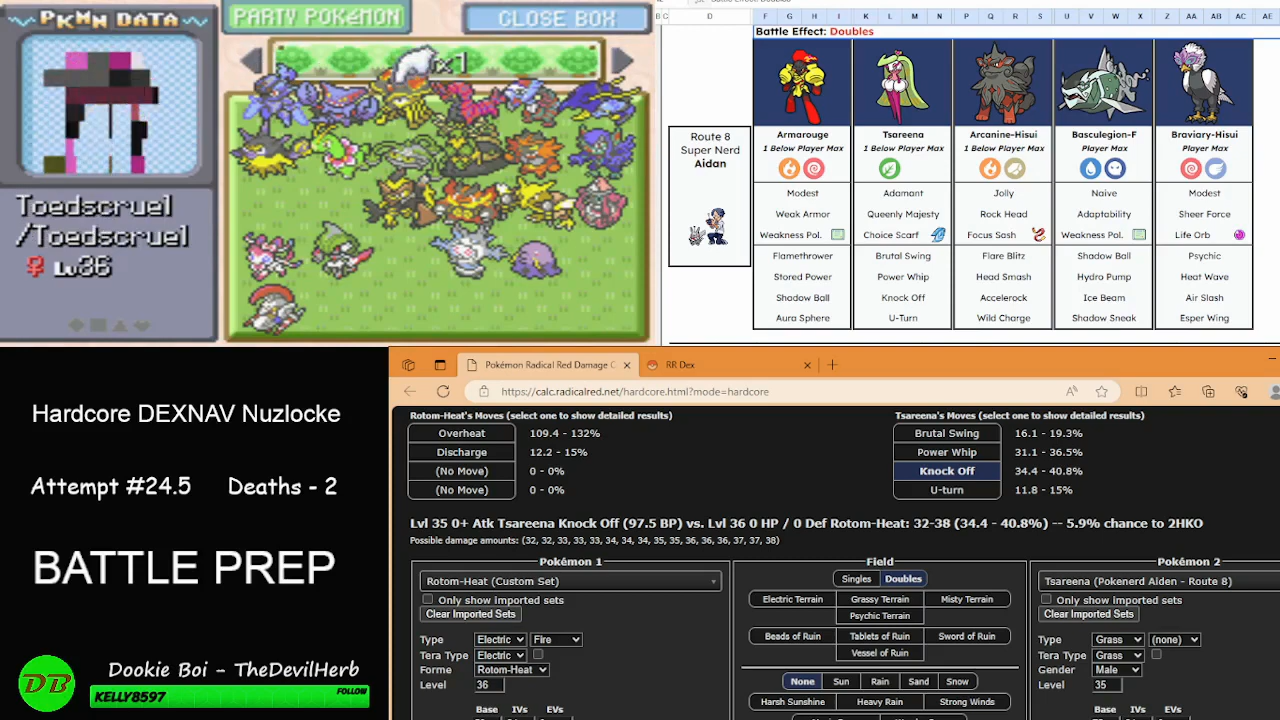 PKMN DATA
Toedscruel
/Toedscruel
♀ Lv36
PARTY POKéMON
CLOSE BOX
x1
D F G H I J K L M N O P Q R S T U V W X Z AA AB AC AE
Battle Effect: Doubles
Route 8
Super Nerd
Aidan
Armarouge Tsareena Arcanine-Hisui Basculegion-F Braviary-Hisui
1 Below Player Max 1 Below Player Max 1 Below Player Max Player Max Player Max
Modest Adamant Jolly Naive Modest
Weak Armor Queenly Majesty Rock Head Adaptability Sheer Force
Weakness Pol. Choice Scarf Focus Sash Weakness Pol. Life Orb
Flamethrower Brutal Swing Flare Blitz Shadow Ball Psychic
Stored Power Power Whip Head Smash Hydro Pump Heat Wave
Shadow Ball Knock Off Accelerock Ice Beam Air Slash
Aura Sphere U-Turn Wild Charge Shadow Sneak Esper Wing
Hardcore DEXNAV Nuzlocke
Attempt #24.5 Deaths - 2
BATTLE PREP
DB
Dookie Boi - TheDevilHerb
KELLY8597
FOLLOW
Pokémon Radical Red Damage C
RR Dex
https://calc.radicalred.net/hardcore.html?mode=hardcore
Rotom-Heat's Moves (select one to show detailed results)
Overheat 109.4 - 132%
Discharge 12.2 - 15%
(No Move) 0 - 0%
(No Move) 0 - 0%
Tsareena's Moves (select one to show detailed results)
Brutal Swing 16.1 - 19.3%
Power Whip 31.1 - 36.5%
Knock Off 34.4 - 40.8%
U-turn 11.8 - 15%
Lvl 35 0+ Atk Tsareena Knock Off (97.5 BP) vs. Lvl 36 0 HP / 0 Def Rotom-Heat: 32-38 (34.4 - 40.8%) -- 5.9% chance to 2HKO
Possible damage amounts: (32, 32, 33, 33, 33, 34, 34, 34, 35, 35, 36, 36, 36, 37, 37, 38)
Pokémon 1
Rotom-Heat (Custom Set)
Only show imported sets
Clear Imported Sets
Type Electric Fire
Tera Type Electric
Forme Rotom-Heat
Level 36
Base IVs EVs
Field
Singles Doubles
Electric Terrain Grassy Terrain Misty Terrain
Psychic Terrain
Beads of Ruin Tablets of Ruin Sword of Ruin
Vessel of Ruin
None Sun Rain Sand Snow
Harsh Sunshine Heavy Rain Strong Winds
Pokémon 2
Tsareena (Pokenerd Aiden - Route 8)
Only show imported sets
Clear Imported Sets
Type Grass (none)
Tera Type Grass
Gender Male
Level 35
Base IVs EVs